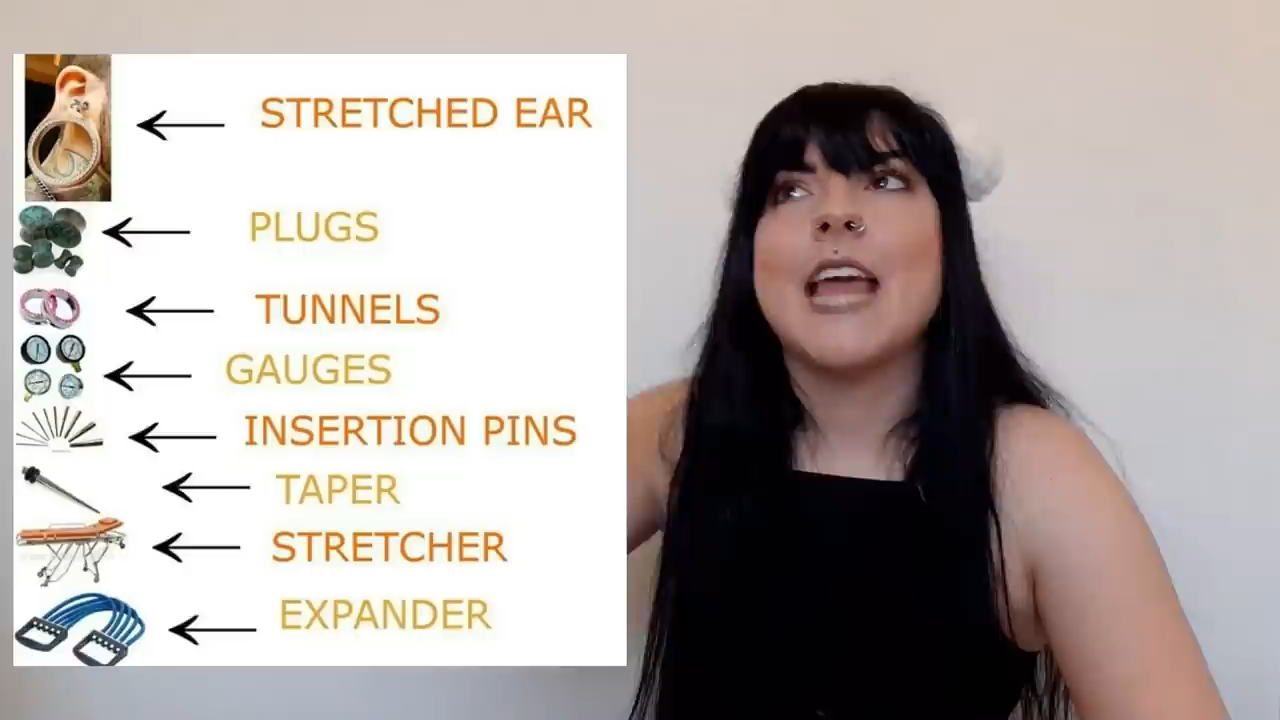 STRETCHED EAR
PLUGS
TUNNELS
GAUGES
INSERTION PINS
TAPER
STRETCHER
EXPANDER